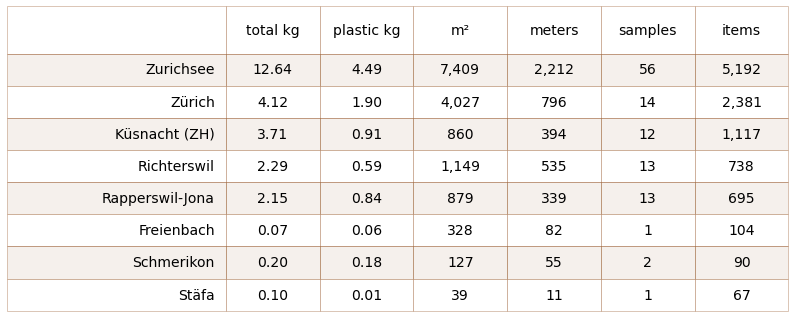 total kg plastic kg m² meters samples items
Zurichsee 12.64 4.49 7,409 2,212 56 5,192
Zürich 4.12 1.90 4,027 796 14 2,381
Küsnacht (ZH) 3.71 0.91 860 394 12 1,117
Richterswil 2.29 0.59 1,149 535 13 738
Rapperswil-Jona 2.15 0.84 879 339 13 695
Freienbach 0.07 0.06 328 82 1 104
Schmerikon 0.20 0.18 127 55 2 90
Stäfa 0.10 0.01 39 11 1 67